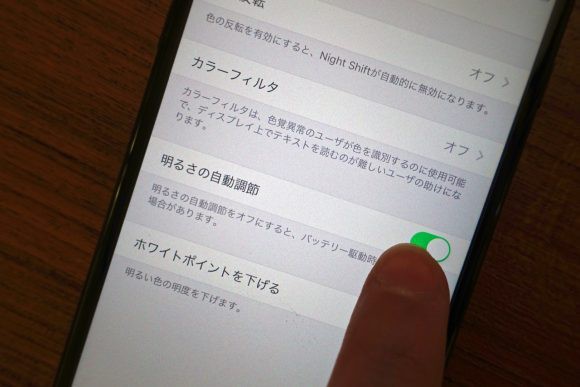 反転
オフ
色の反転を有効にすると、Night Shiftが自動的に無効になります。
カラーフィルタ
オフ
カラーフィルタは、色覚異常のユーザが色を識別するのに使用可能
で、ディスプレイ上でテキストを読むのが難しいユーザの助けにな
ります。
明るさの自動調節
明るさの自動調節をオフにすると、バッテリー駆動時
場合があります。
ホワイトポイントを下げる
明るい色の明度を下げます。